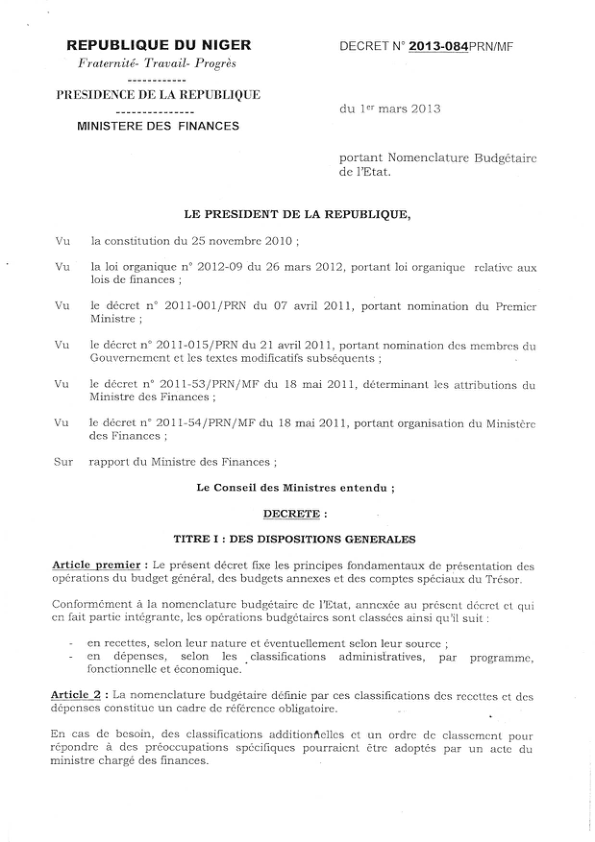 REPUBLIQUE DU NIGER
Fraternité- Travail- Progrès
------------
PRESIDENCE DE LA REPUBLIQUE
---------------
MINISTERE DES FINANCES
DECRET N° 2013-084PRN/MF
du 1er mars 2013
portant Nomenclature Budgétaire
de l'Etat.
LE PRESIDENT DE LA REPUBLIQUE,
Vu la constitution du 25 novembre 2010 ;
Vu la loi organique n° 2012-09 du 26 mars 2012, portant loi organique relative aux
lois de finances ;
Vu le décret n° 2011-001/PRN du 07 avril 2011, portant nomination du Premier
Ministre ;
Vu le décret n° 2011-015/PRN du 21 avril 2011, portant nomination des membres du
Gouvernement et les textes modificatifs subséquents ;
Vu le décret n° 2011-53/PRN/MF du 18 mai 2011, déterminant les attributions du
Ministre des Finances ;
Vu le décret n° 2011-54/PRN/MF du 18 mai 2011, portant organisation du Ministère
des Finances ;
Sur rapport du Ministre des Finances ;
Le Conseil des Ministres entendu ;
DECRETE :
TITRE I : DES DISPOSITIONS GENERALES
Article premier : Le présent décret fixe les principes fondamentaux de présentation des
opérations du budget général, des budgets annexes et des comptes spéciaux du Trésor.
Conformément à la nomenclature budgétaire de l'Etat, annexée au présent décret et qui
en fait partie intégrante, les opérations budgétaires sont classées ainsi qu'il suit :
- en recettes, selon leur nature et éventuellement selon leur source ;
- en dépenses, selon les classifications administratives, par programme,
fonctionnelle et économique.
Article 2 : La nomenclature budgétaire définie par ces classifications des recettes et des
dépenses constitue un cadre de référence obligatoire.
En cas de besoin, des classifications additionnelles et un ordre de classement pour
répondre à des préoccupations spécifiques pourraient être adoptés par un acte du
ministre chargé des finances.